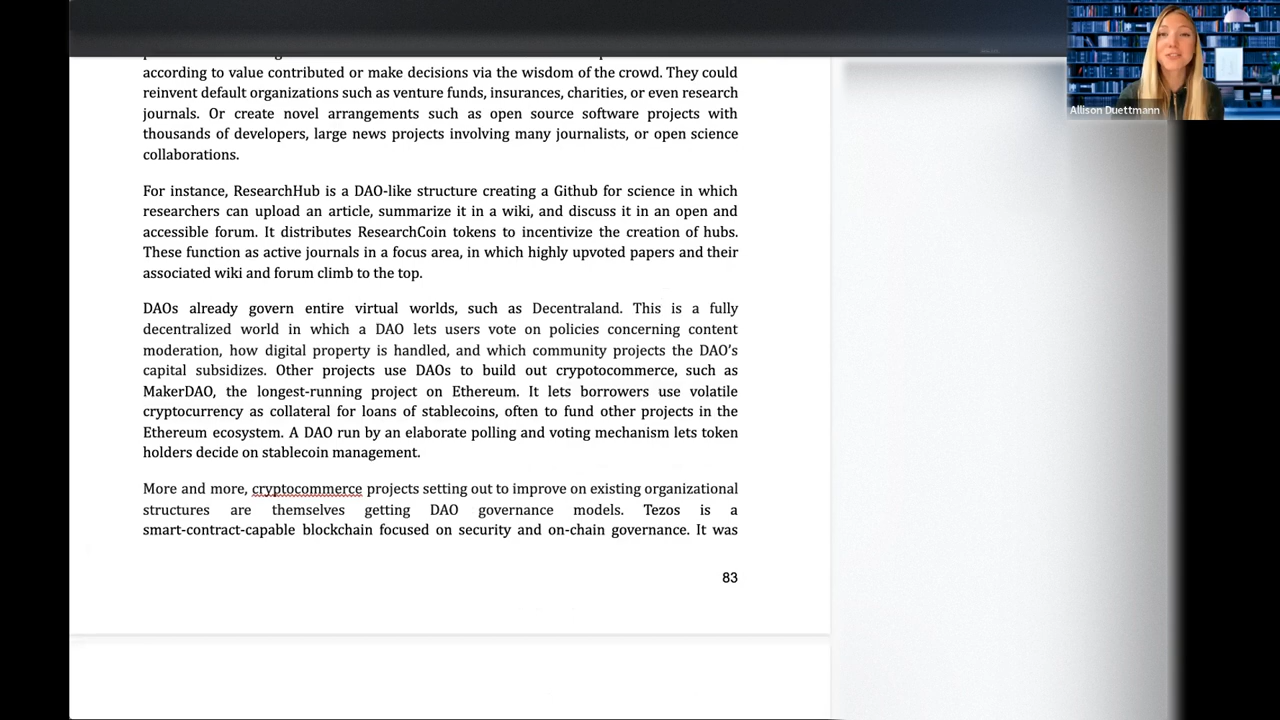 according to value contributed or make decisions via the wisdom of the crowd. They could
reinvent default organizations such as venture funds, insurances, charities, or even research
journals. Or create novel arrangements such as open source software projects with
thousands of developers, large news projects involving many journalists, or open science
collaborations.
For instance, ResearchHub is a DAO-like structure creating a Github for science in which
researchers can upload an article, summarize it in a wiki, and discuss it in an open and
accessible forum. It distributes ResearchCoin tokens to incentivize the creation of hubs.
These function as active journals in a focus area, in which highly upvoted papers and their
associated wiki and forum climb to the top.
DAOs already govern entire virtual worlds, such as Decentraland. This is a fully
decentralized world in which a DAO lets users vote on policies concerning content
moderation, how digital property is handled, and which community projects the DAO's
capital subsidizes. Other projects use DAOs to build out crypotocommerce, such as
MakerDAO, the longest-running project on Ethereum. It lets borrowers use volatile
cryptocurrency as collateral for loans of stablecoins, often to fund other projects in the
Ethereum ecosystem. A DAO run by an elaborate polling and voting mechanism lets token
holders decide on stablecoin management.
More and more, cryptocommerce projects setting out to improve on existing organizational
structures are themselves getting DAO governance models. Tezos is a
smart-contract-capable blockchain focused on security and on-chain governance. It was
83
Allison Duettmann